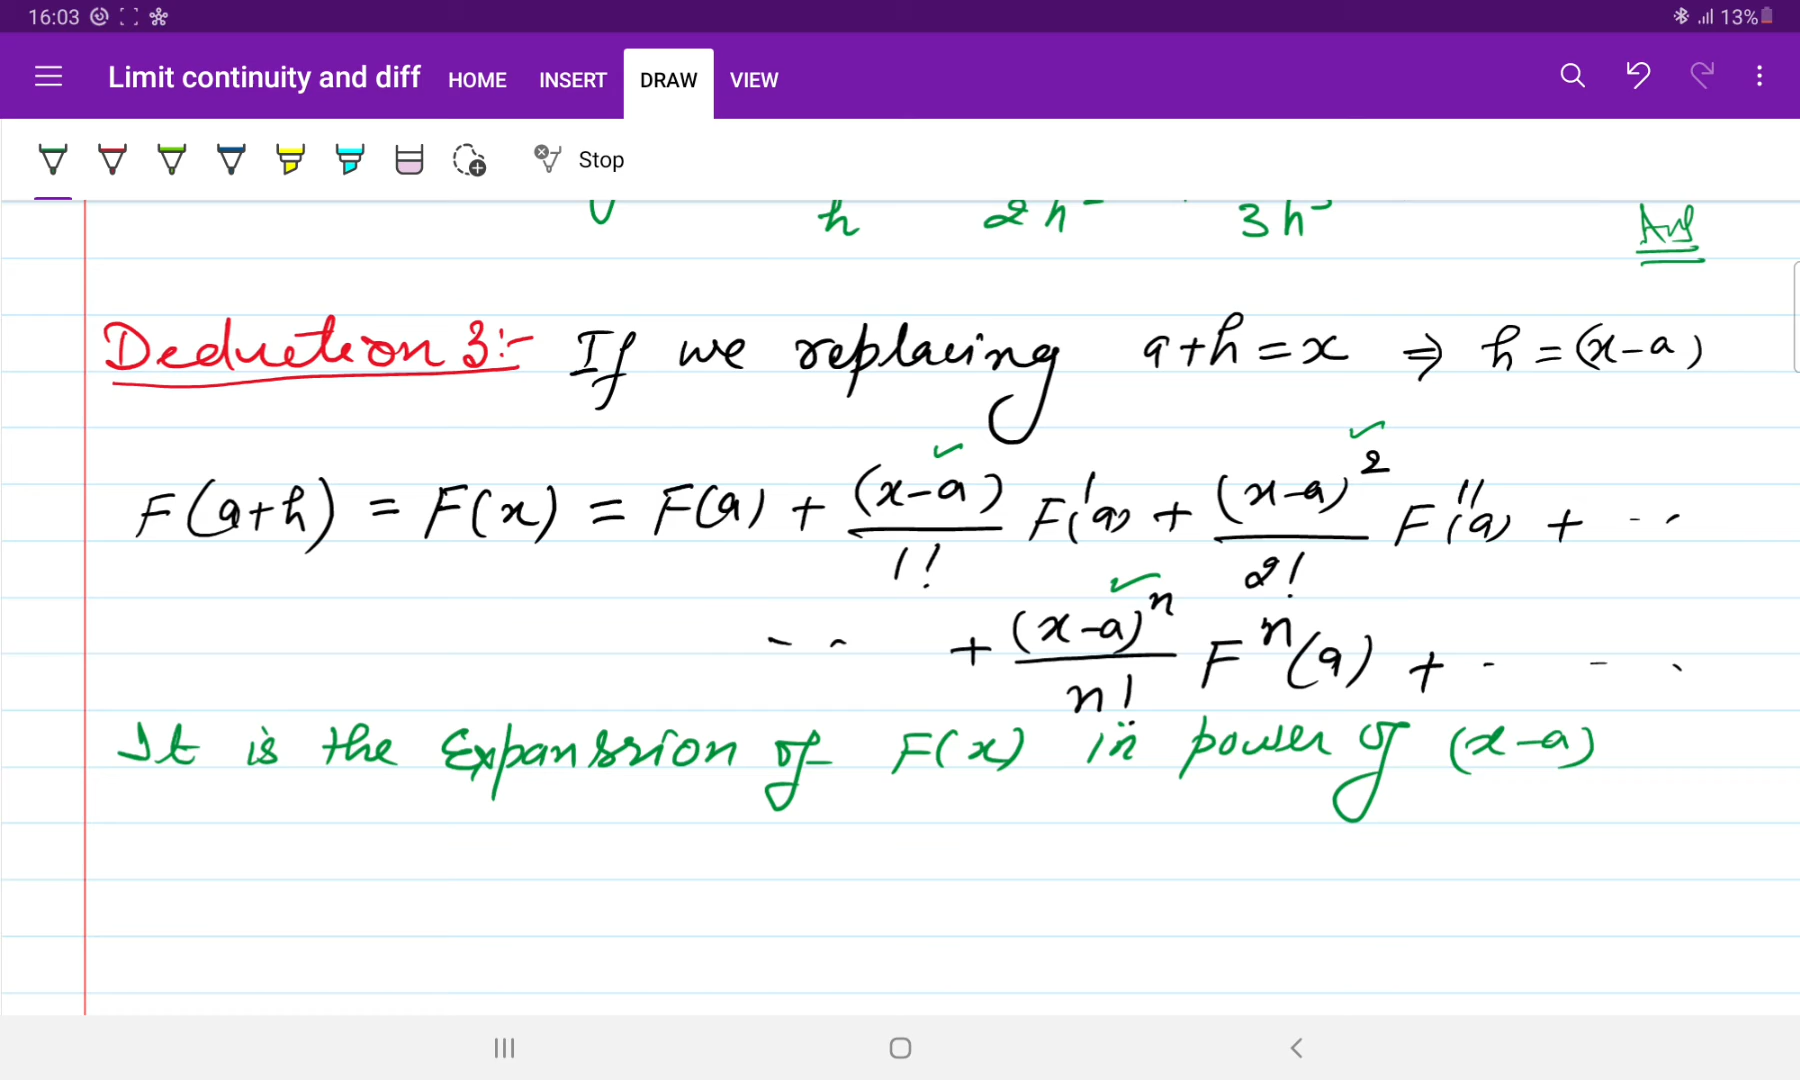 16:03 13%
Limit continuity and diff HOME INSERT DRAW VIEW
Stop
h 2h 3h Ans
Deduction 3:- If we replacing a+h=x ⇒ h=(x-a)
F(a+h) = F(x) = F(a) + (x-a)/1! F'(a) + (x-a)²/2! F''(a) + - -
- - + (x-a)ⁿ/n! Fⁿ(a) + - - -
It is the Expanssion of F(x) in power of (x-a)